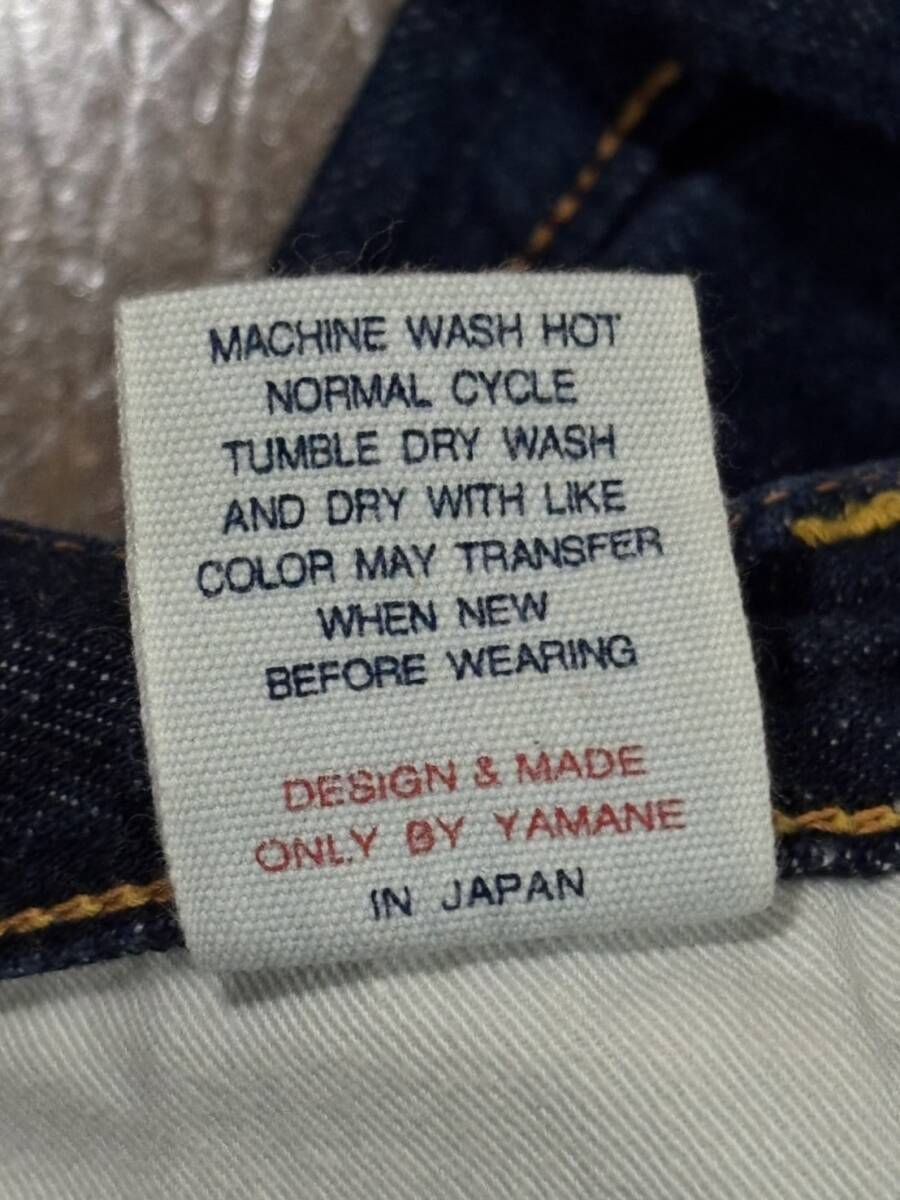 MACHINE WASH HOT
NORMAL CYCLE
TUMBLE DRY WASH
AND DRY WITH LIKE
COLOR MAY TRANSFER
WHEN NEW
BEFORE WEARING
DESIGN & MADE
ONLY BY YAMANE
IN JAPAN